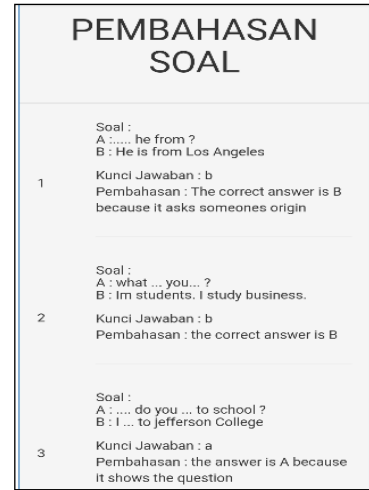 PEMBAHASAN
SOAL
Soal :
A :..... he from ?
B : He is from Los Angeles
1
Kunci Jawaban : b
Pembahasan : The correct answer is B
because it asks someones origin
Soal :
A : what ... you... ?
B : Im students. I study business.
2
Kunci Jawaban : b
Pembahasan : the correct answer is B
Soal :
A : .... do you ... to school ?
B : I ... to jefferson College
3
Kunci Jawaban : a
Pembahasan : the answer is A because
it shows the question